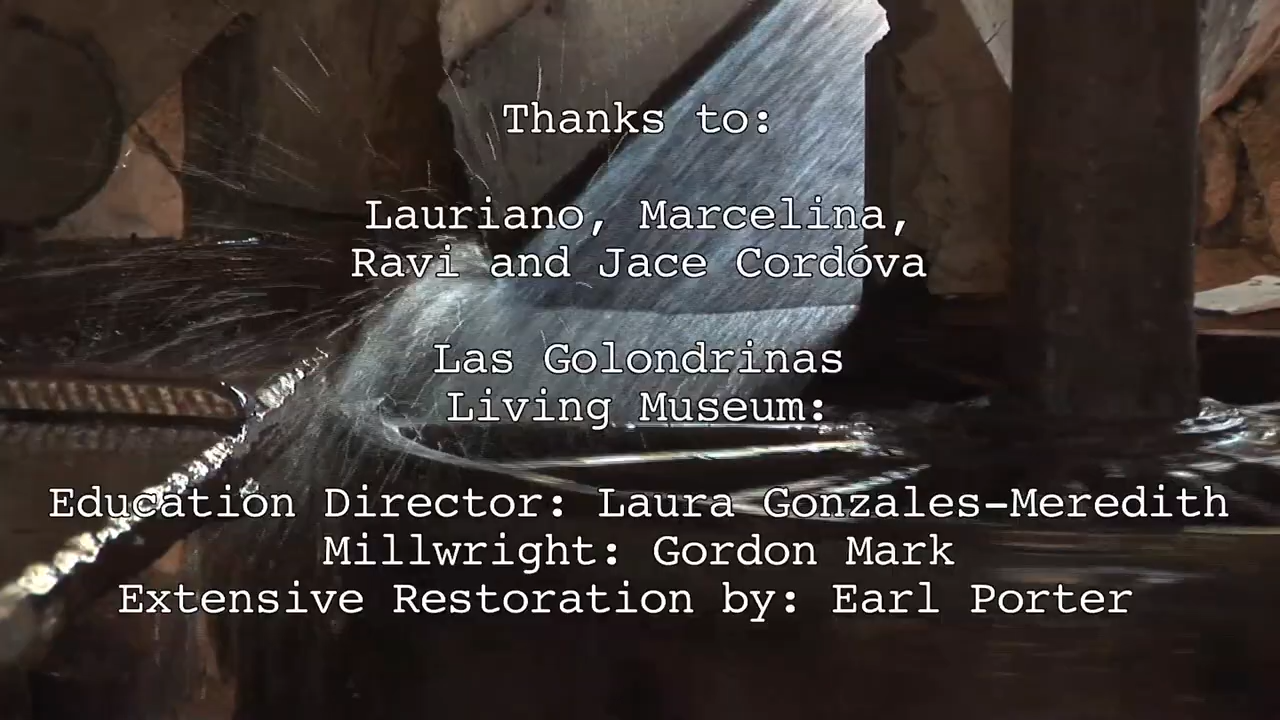 Thanks to:
Lauriano, Marcelina,
Ravi and Jace Cordóva
Las Golondrinas
Living Museum:
Education Director: Laura Gonzales-Meredith
Millwright: Gordon Mark
Extensive Restoration by: Earl Porter